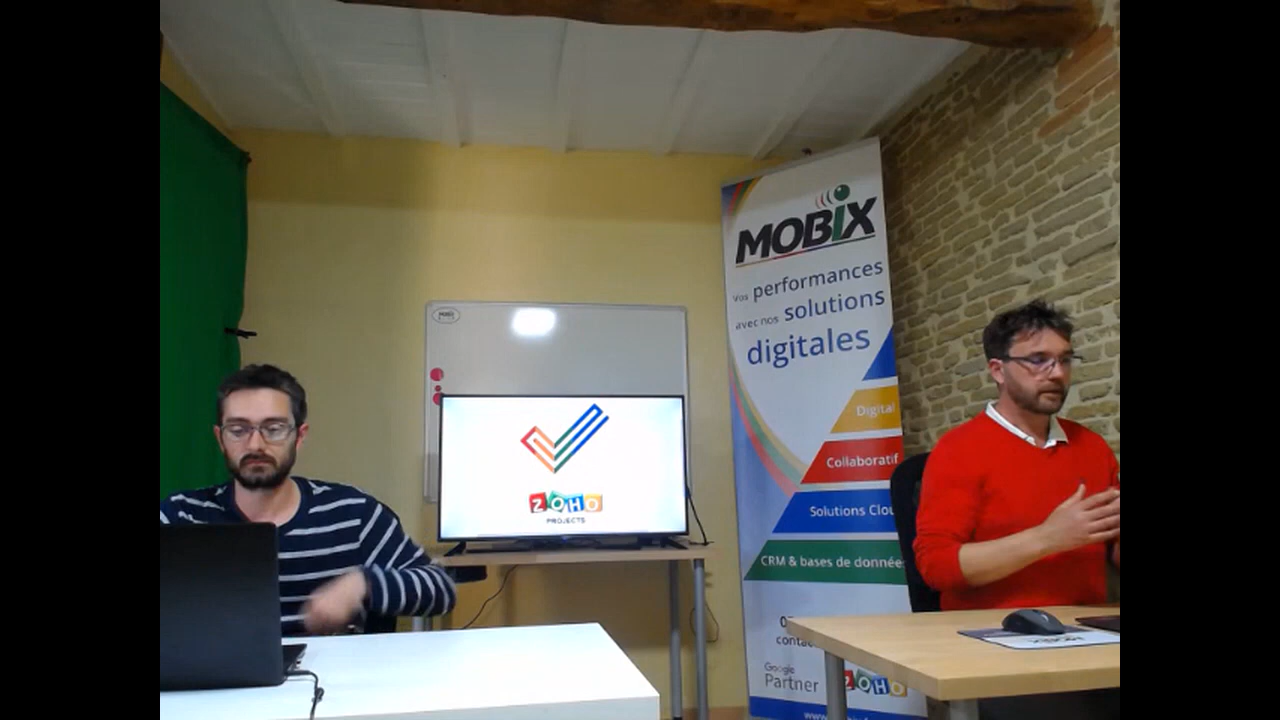 MOBIX
Vos performances
avec nos solutions
digitales
Digital
Collaboratif
Solutions Clou
CRM & bases de donnée
ZOHO
PROJECTS
Google
Partner
ZOHO